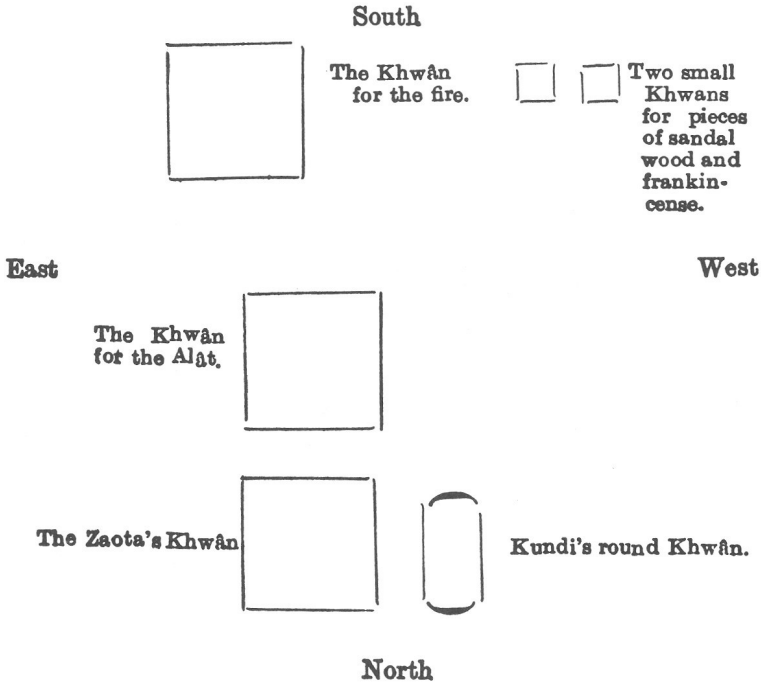 South
The Khwân
for the fire.
Two small
Khwans
for pieces
of sandal
wood and
frankin-
cense.
East
West
The Khwân
for the Alât.
The Zaota's Khwân
Kundi's round Khwân.
North